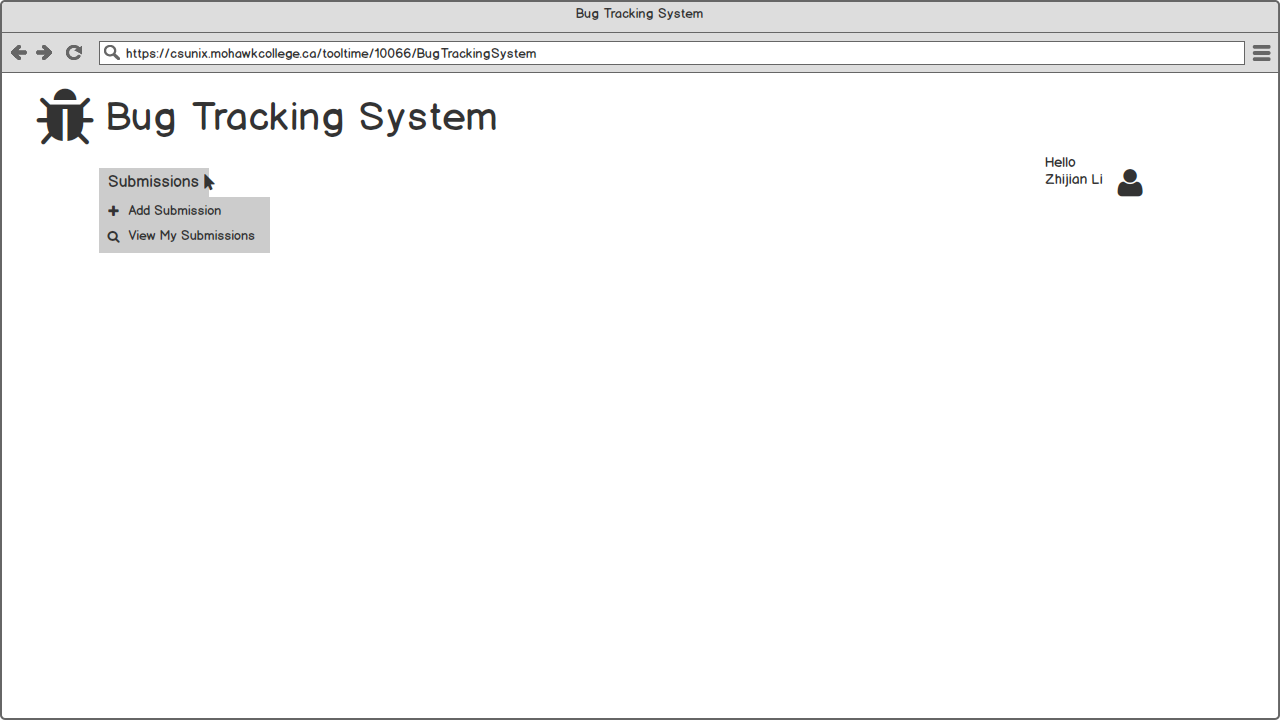 Bug Tracking System
https://csunix.mohawkcollege.ca/tooltime/10066/BugTrackingSystem
Bug Tracking System
Hello
Zhijian Li
Submissions
Add Submission
View My Submissions